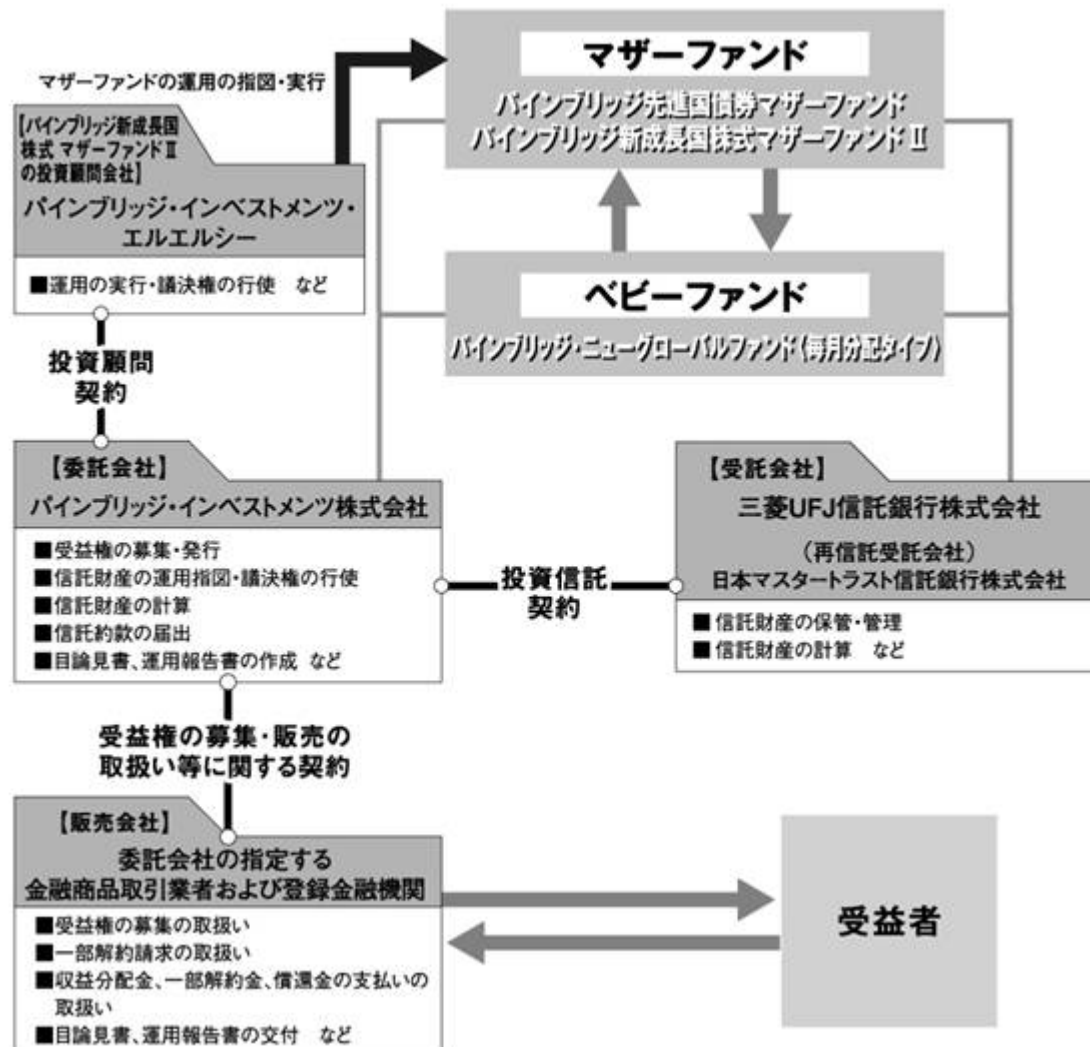 マザーファンドの運用の指図・実行
マザーファンド
パインブリッジ先進国債券マザーファンド
パインブリッジ新成長国株式マザーファンドⅡ
【パインブリッジ新成長国
株式 マザーファンドⅡ
の投資顧問会社】
パインブリッジ・インベストメンツ・
エルエルシー
■運用の実行・議決権の行使 など
ベビーファンド
パインブリッジ・ニューグローバルファンド(毎月分配タイプ)
投資顧問
契約
【委託会社】
パインブリッジ・インベストメンツ株式会社
■受益権の募集・発行
■信託財産の運用指図・議決権の行使
■信託財産の計算
■信託約款の届出
■目論見書、運用報告書の作成 など
投資信託
契約
【受託会社】
三菱UFJ信託銀行株式会社
(再信託受託会社)
日本マスタートラスト信託銀行株式会社
■信託財産の保管・管理
■信託財産の計算 など
受益権の募集・販売の
取扱い等に関する契約
【販売会社】
委託会社の指定する
金融商品取引業者および登録金融機関
■受益権の募集の取扱い
■一部解約請求の取扱い
■収益分配金、一部解約金、償還金の支払いの
取扱い
■目論見書、運用報告書の交付 など
受益者